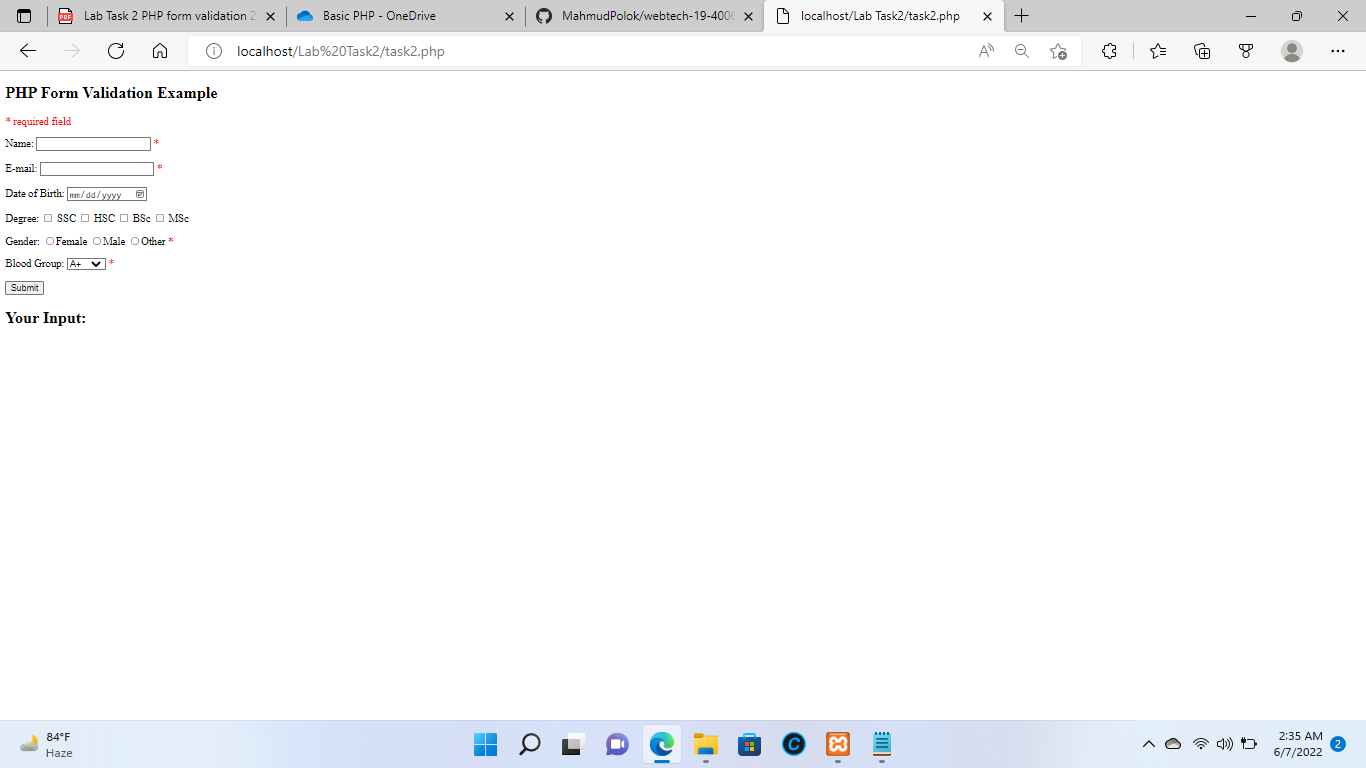 Lab Task 2 PHP form validation 2
Basic PHP - OneDrive
MahmudPolok/webtech-19-4006
localhost/Lab Task2/task2.php
localhost/Lab%20Task2/task2.php
PHP Form Validation Example
* required field
Name: *
E-mail: *
Date of Birth: mm/dd/yyyy
Degree: SSC HSC BSc MSc
Gender: Female Male Other *
Blood Group: A+ *
Submit
Your Input:
84°F
Haze
2:35 AM
6/7/2022
2